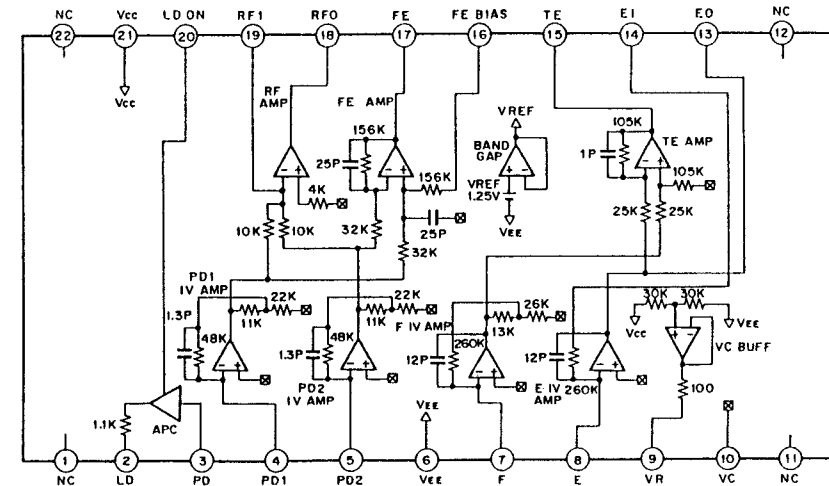 NC Vcc LD ON RF1 RFO FE FE BIAS TE EI EO NC
22 21 20 19 18 17 16 15 14 13 12
Vcc
RF AMP
FE AMP
156K
25P
4K
10K
10K
156K
32K
25P
32K
VREF
BAND GAP
VREF
1.25V
VEE
105K
1P
TE AMP
105K
25K
25K
PD1
1V AMP
1.3P
48K
11K
22K
1.3P
48K
11K
22K
PD2
1V AMP
F IV AMP
12P
260K
13K
26K
12P
E IV
AMP
260K
30K
30K
Vcc
VEE
VC BUFF
100
1.1K
APC
VEE
1 2 3 4 5 6 7 8 9 10 11
NC LD PD PD1 PD2 VEE F E VR VC NC